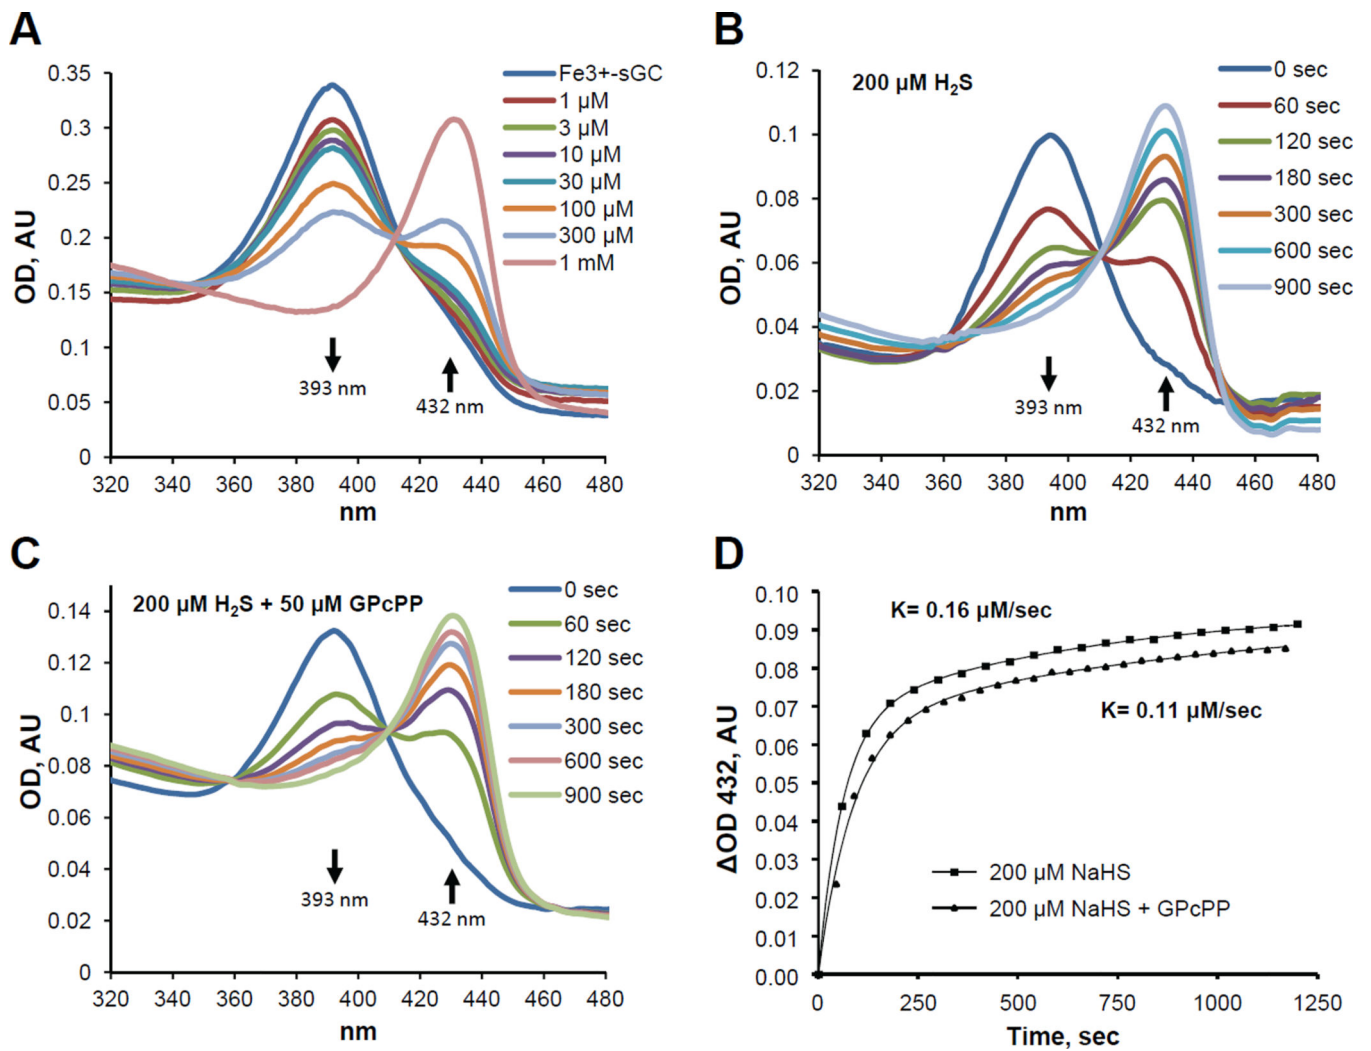 A
OD, AU
0.35
0.3
0.25
0.2
0.15
0.1
0.05
0
320 340 360 380 400 420 440 460 480
nm
Fe3+-sGC
1 µM
3 µM
10 µM
30 µM
100 µM
300 µM
1 mM
393 nm
432 nm
B
200 µM H₂S
OD, AU
0.12
0.1
0.08
0.06
0.04
0.02
0
320 340 360 380 400 420 440 460 480
nm
0 sec
60 sec
120 sec
180 sec
300 sec
600 sec
900 sec
393 nm
432 nm
C
200 µM H₂S + 50 µM GPcPP
OD, AU
0.14
0.12
0.1
0.08
0.06
0.04
0.02
0
320 340 360 380 400 420 440 460 480
nm
0 sec
60 sec
120 sec
180 sec
300 sec
600 sec
900 sec
393 nm
432 nm
D
ΔOD 432, AU
0.10
0.09
0.08
0.07
0.06
0.05
0.04
0.03
0.02
0.01
0.00
0 250 500 750 1000 1250
Time, sec
K= 0.16 µM/sec
K= 0.11 µM/sec
200 µM NaHS
200 µM NaHS + GPcPP